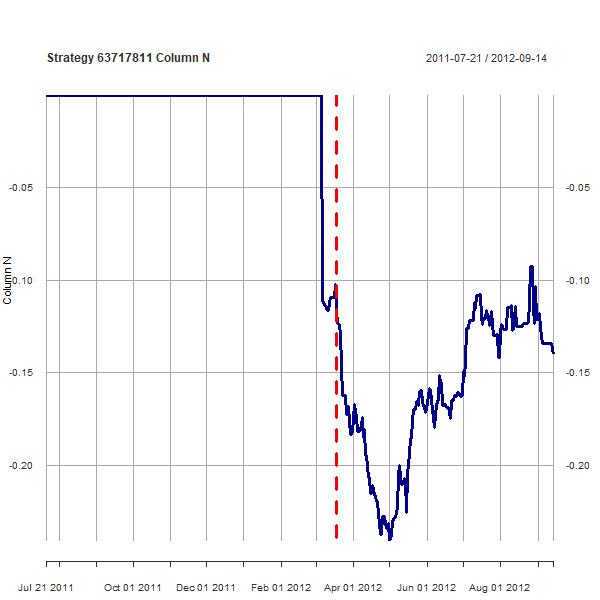 Strategy 63717811 Column N
2011-07-21 / 2012-09-14
Column N
-0.05
-0.10
-0.15
-0.20
-0.05
-0.10
-0.15
-0.20
Jul 21 2011
Oct 01 2011
Dec 01 2011
Feb 01 2012
Apr 01 2012
Jun 01 2012
Aug 01 2012